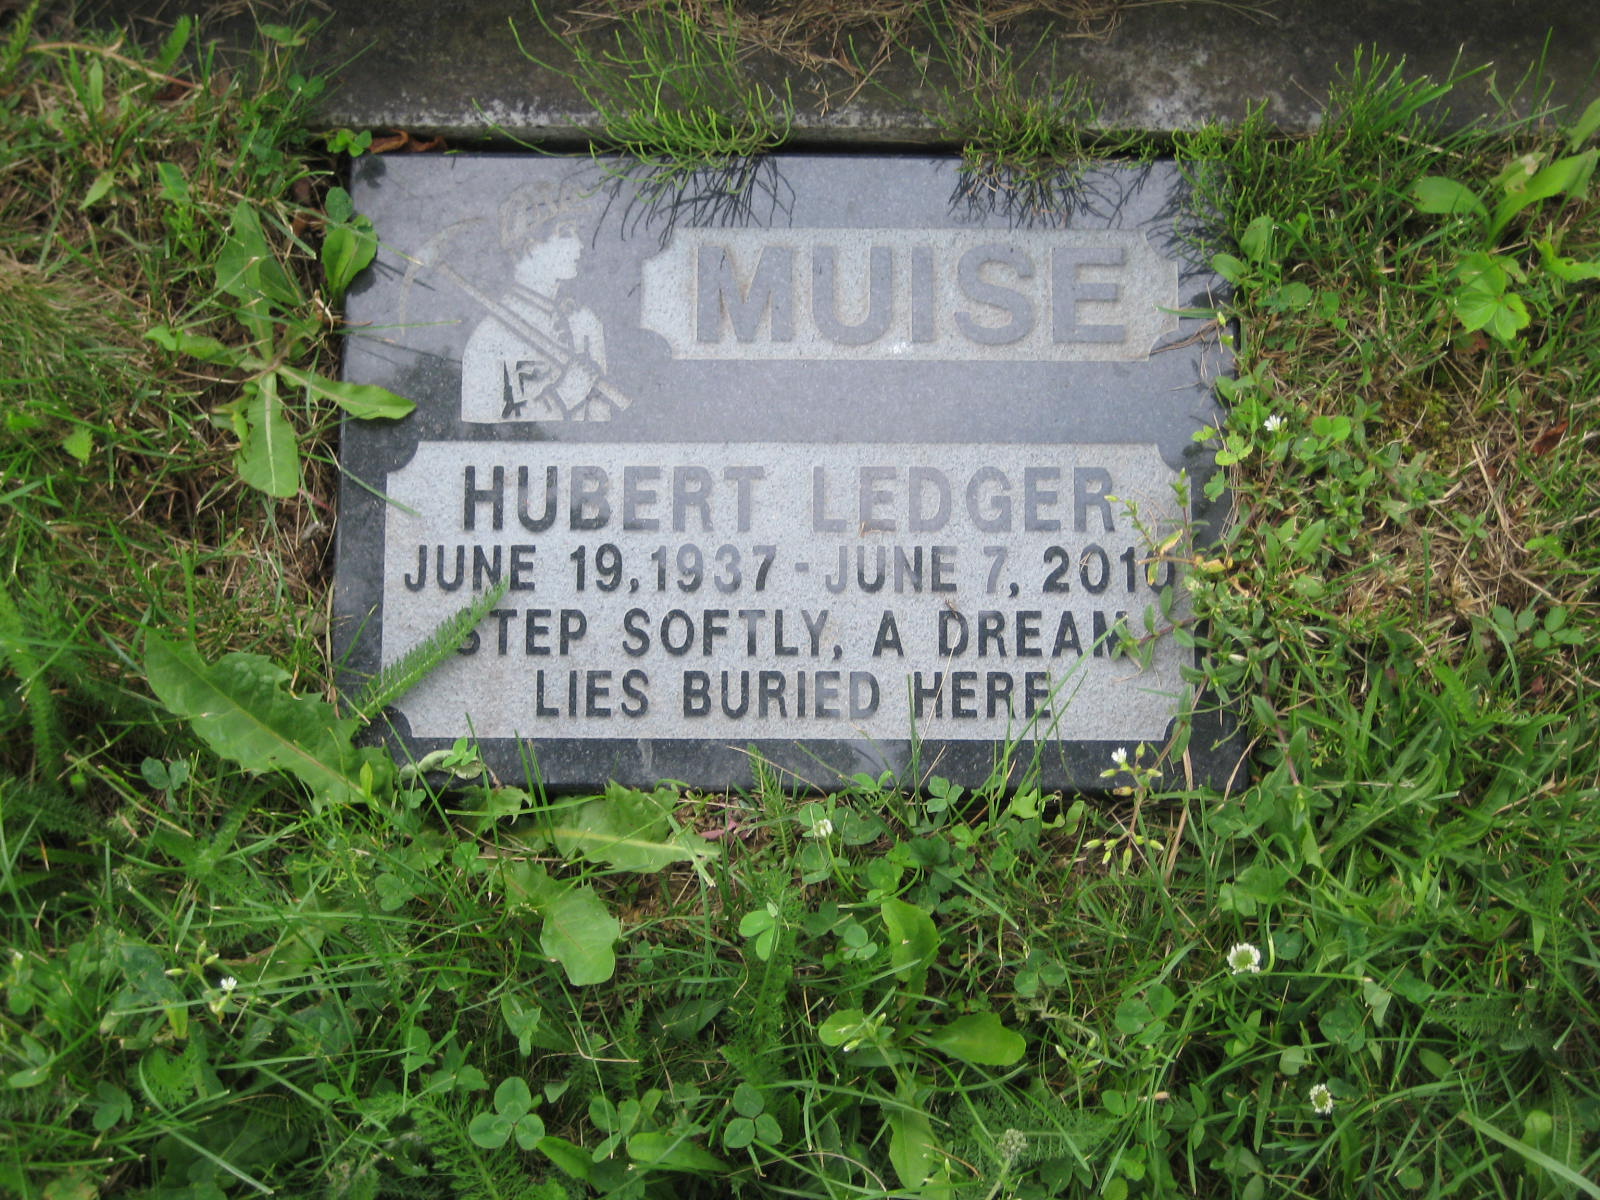 MUISE
HUBERT LEDGER
JUNE 19, 1937 - JUNE 7, 2010
STEP SOFTLY, A DREAM
LIES BURIED HERE